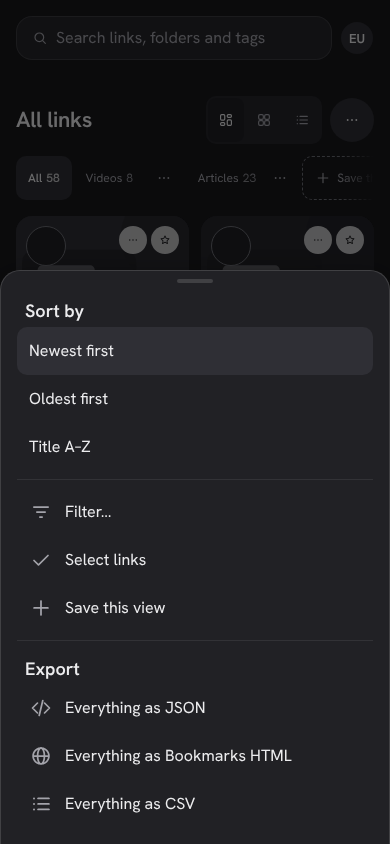 Search links, folders and tags
EU
All links
All 58
Videos 8
Articles 23
Save
Sort by
Newest first
Oldest first
Title A–Z
Filter...
Select links
Save this view
Export
Everything as JSON
Everything as Bookmarks HTML
Everything as CSV